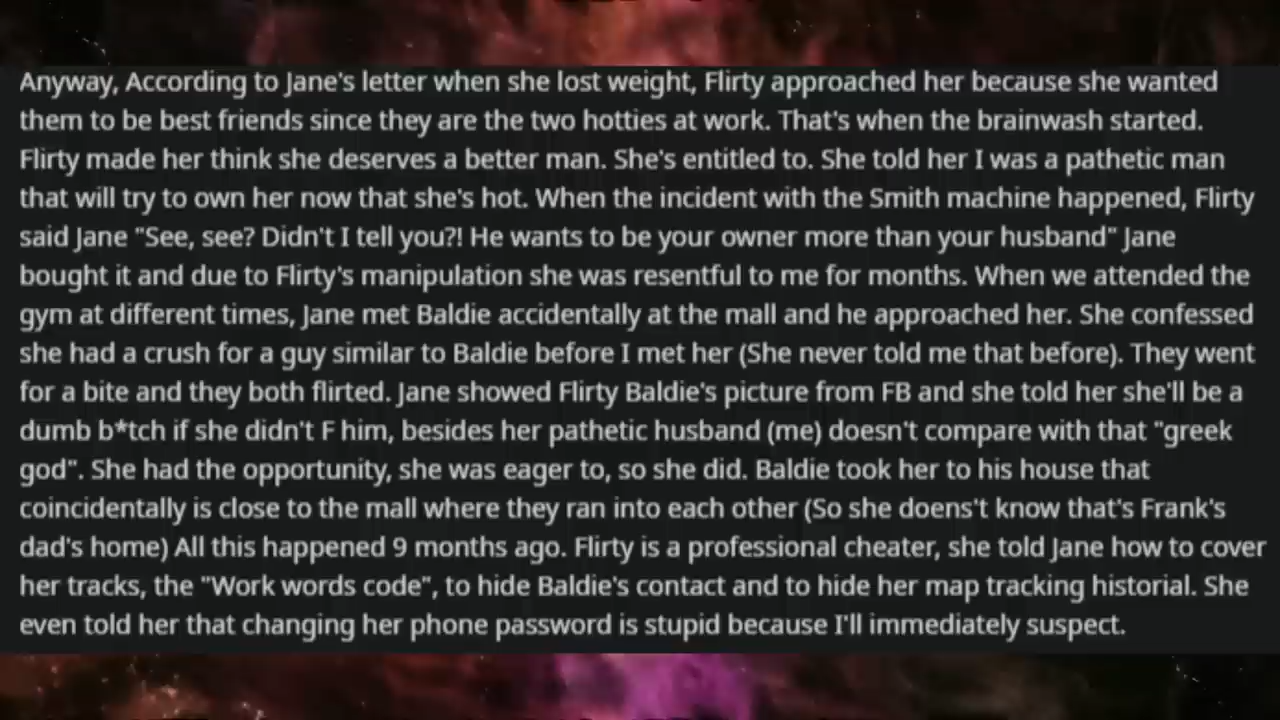 Anyway, According to Jane's letter when she lost weight, Flirty approached her because she wanted
them to be best friends since they are the two hotties at work. That's when the brainwash started.
Flirty made her think she deserves a better man. She's entitled to. She told her I was a pathetic man
that will try to own her now that she's hot. When the incident with the Smith machine happened, Flirty
said Jane "See, see? Didn't I tell you?! He wants to be your owner more than your husband" Jane
bought it and due to Flirty's manipulation she was resentful to me for months. When we attended the
gym at different times, Jane met Baldie accidentally at the mall and he approached her. She confessed
she had a crush for a guy similar to Baldie before I met her (She never told me that before). They went
for a bite and they both flirted. Jane showed Flirty Baldie's picture from FB and she told her she'll be a
dumb b*tch if she didn't F him, besides her pathetic husband (me) doesn't compare with that "greek
god". She had the opportunity, she was eager to, so she did. Baldie took her to his house that
coincidentally is close to the mall where they ran into each other (So she doens't know that's Frank's
dad's home) All this happened 9 months ago. Flirty is a professional cheater, she told Jane how to cover
her tracks, the "Work words code", to hide Baldie's contact and to hide her map tracking historial. She
even told her that changing her phone password is stupid because I'll immediately suspect.